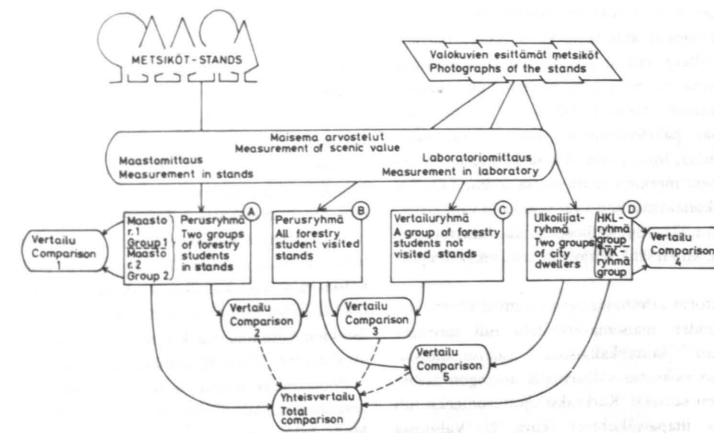 METSIKÖT-STANDS
Valokuvien esittämät metsiköt
Photographs of the stands
Maisema arvostelut
Measurement of scenic value
Maastomittaus
Measurement in stands
Laboratoriomittaus
Measurement in laboratory
A
Maasto
r.1
Group 1
Maasto
r. 2
Group 2
Perusryhmä
Two groups
of forestry
students
in stands
B
Perusryhmä
All forestry
student visited
stands
C
Vertailuryhmä
A group of forestry
students not
visited stands
D
Ulkoilijat-
ryhmät
Two groups
of city
dwellers
HKL-
ryhmä
group
TVK-
ryhmä
group
Vertailu
Comparison
1
Vertailu
Comparison
4
Vertailu
Comparison
2
Vertailu
Comparison
3
Vertailu
Comparison
5
Yhteisvertailu
Total
comparison